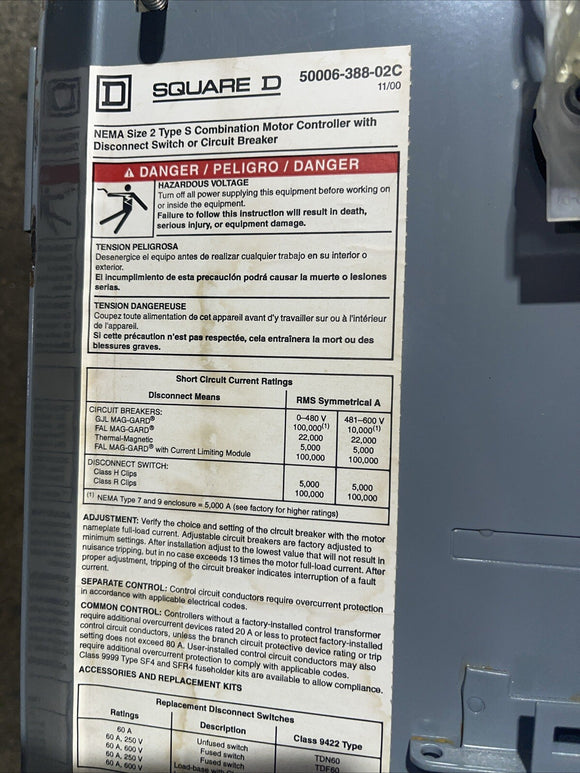 D SQUARE D 50006-388-02C
11/00
NEMA Size 2 Type S Combination Motor Controller with
Disconnect Switch or Circuit Breaker
DANGER / PELIGRO / DANGER
HAZARDOUS VOLTAGE
Turn off all power supplying this equipment before working on
or inside the equipment.
Failure to follow this instruction will result in death,
serious injury, or equipment damage.
TENSION PELIGROSA
Desenergice el equipo antes de realizar cualquier trabajo en su interior o
exterior.
El incumplimiento de esta precaución podrá causar la muerte o lesiones
serias.
TENSION DANGEREUSE
Coupez toute alimentation de cet appareil avant d'y travailler sur ou à l'intérieur
de l'appareil.
Si cette précaution n'est pas respectée, cela entraînera la mort ou des
blessures graves.
Short Circuit Current Ratings
Disconnect Means RMS Symmetrical A
CIRCUIT BREAKERS: 0–480 V 481–600 V
GJL MAG-GARD® 100,000(1) 10,000(1)
FAL MAG-GARD® 22,000 22,000
Thermal-Magnetic 5,000 5,000
FAL MAG-GARD® with Current Limiting Module 100,000 100,000
DISCONNECT SWITCH:
Class H Clips 5,000 5,000
Class R Clips 100,000 100,000
(1) NEMA Type 7 and 9 enclosure = 5,000 A (see factory for higher ratings)
ADJUSTMENT: Verify the choice and setting of the circuit breaker with the motor
nameplate full-load current. Adjustable circuit breakers are factory adjusted to
minimum settings. After installation adjust to the lowest value that will not result in
nuisance tripping, but in no case exceeds 13 times the motor full-load current. After
proper adjustment, tripping of the circuit breaker indicates interruption of a fault
current.
SEPARATE CONTROL: Control circuit conductors require overcurrent protection
in accordance with applicable electrical codes.
COMMON CONTROL: Controllers without a factory-installed control transformer
require additional overcurrent devices rated 20 A or less to protect factory-installed
control circuit conductors, unless the branch circuit protective device rating or trip
setting does not exceed 80 A. User-installed control circuit conductors may also
require additional overcurrent protection to comply with applicable codes.
Class 9999 Type SF4 and SFR4 fuseholder kits are available to allow compliance.
ACCESSORIES AND REPLACEMENT KITS
Replacement Disconnect Switches
Ratings Description Class 9422 Type
60 A Unfused switch TDN60
60 A, 250 V Fused switch TDF60
60 A, 600 V Fused switch
60 A, 250 V Load-base with
60 A, 600 V